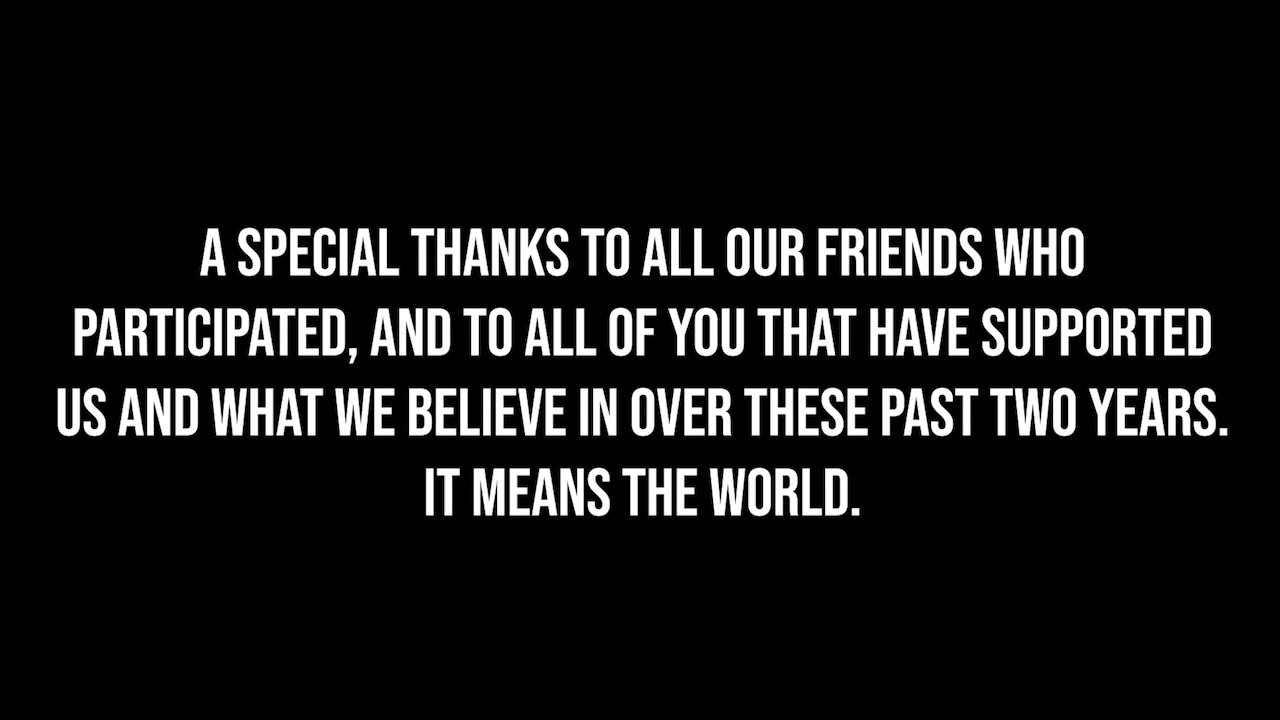 A SPECIAL THANKS TO ALL OUR FRIENDS WHO
PARTICIPATED, AND TO ALL OF YOU THAT HAVE SUPPORTED
US AND WHAT WE BELIEVE IN OVER THESE PAST TWO YEARS.
IT MEANS THE WORLD.